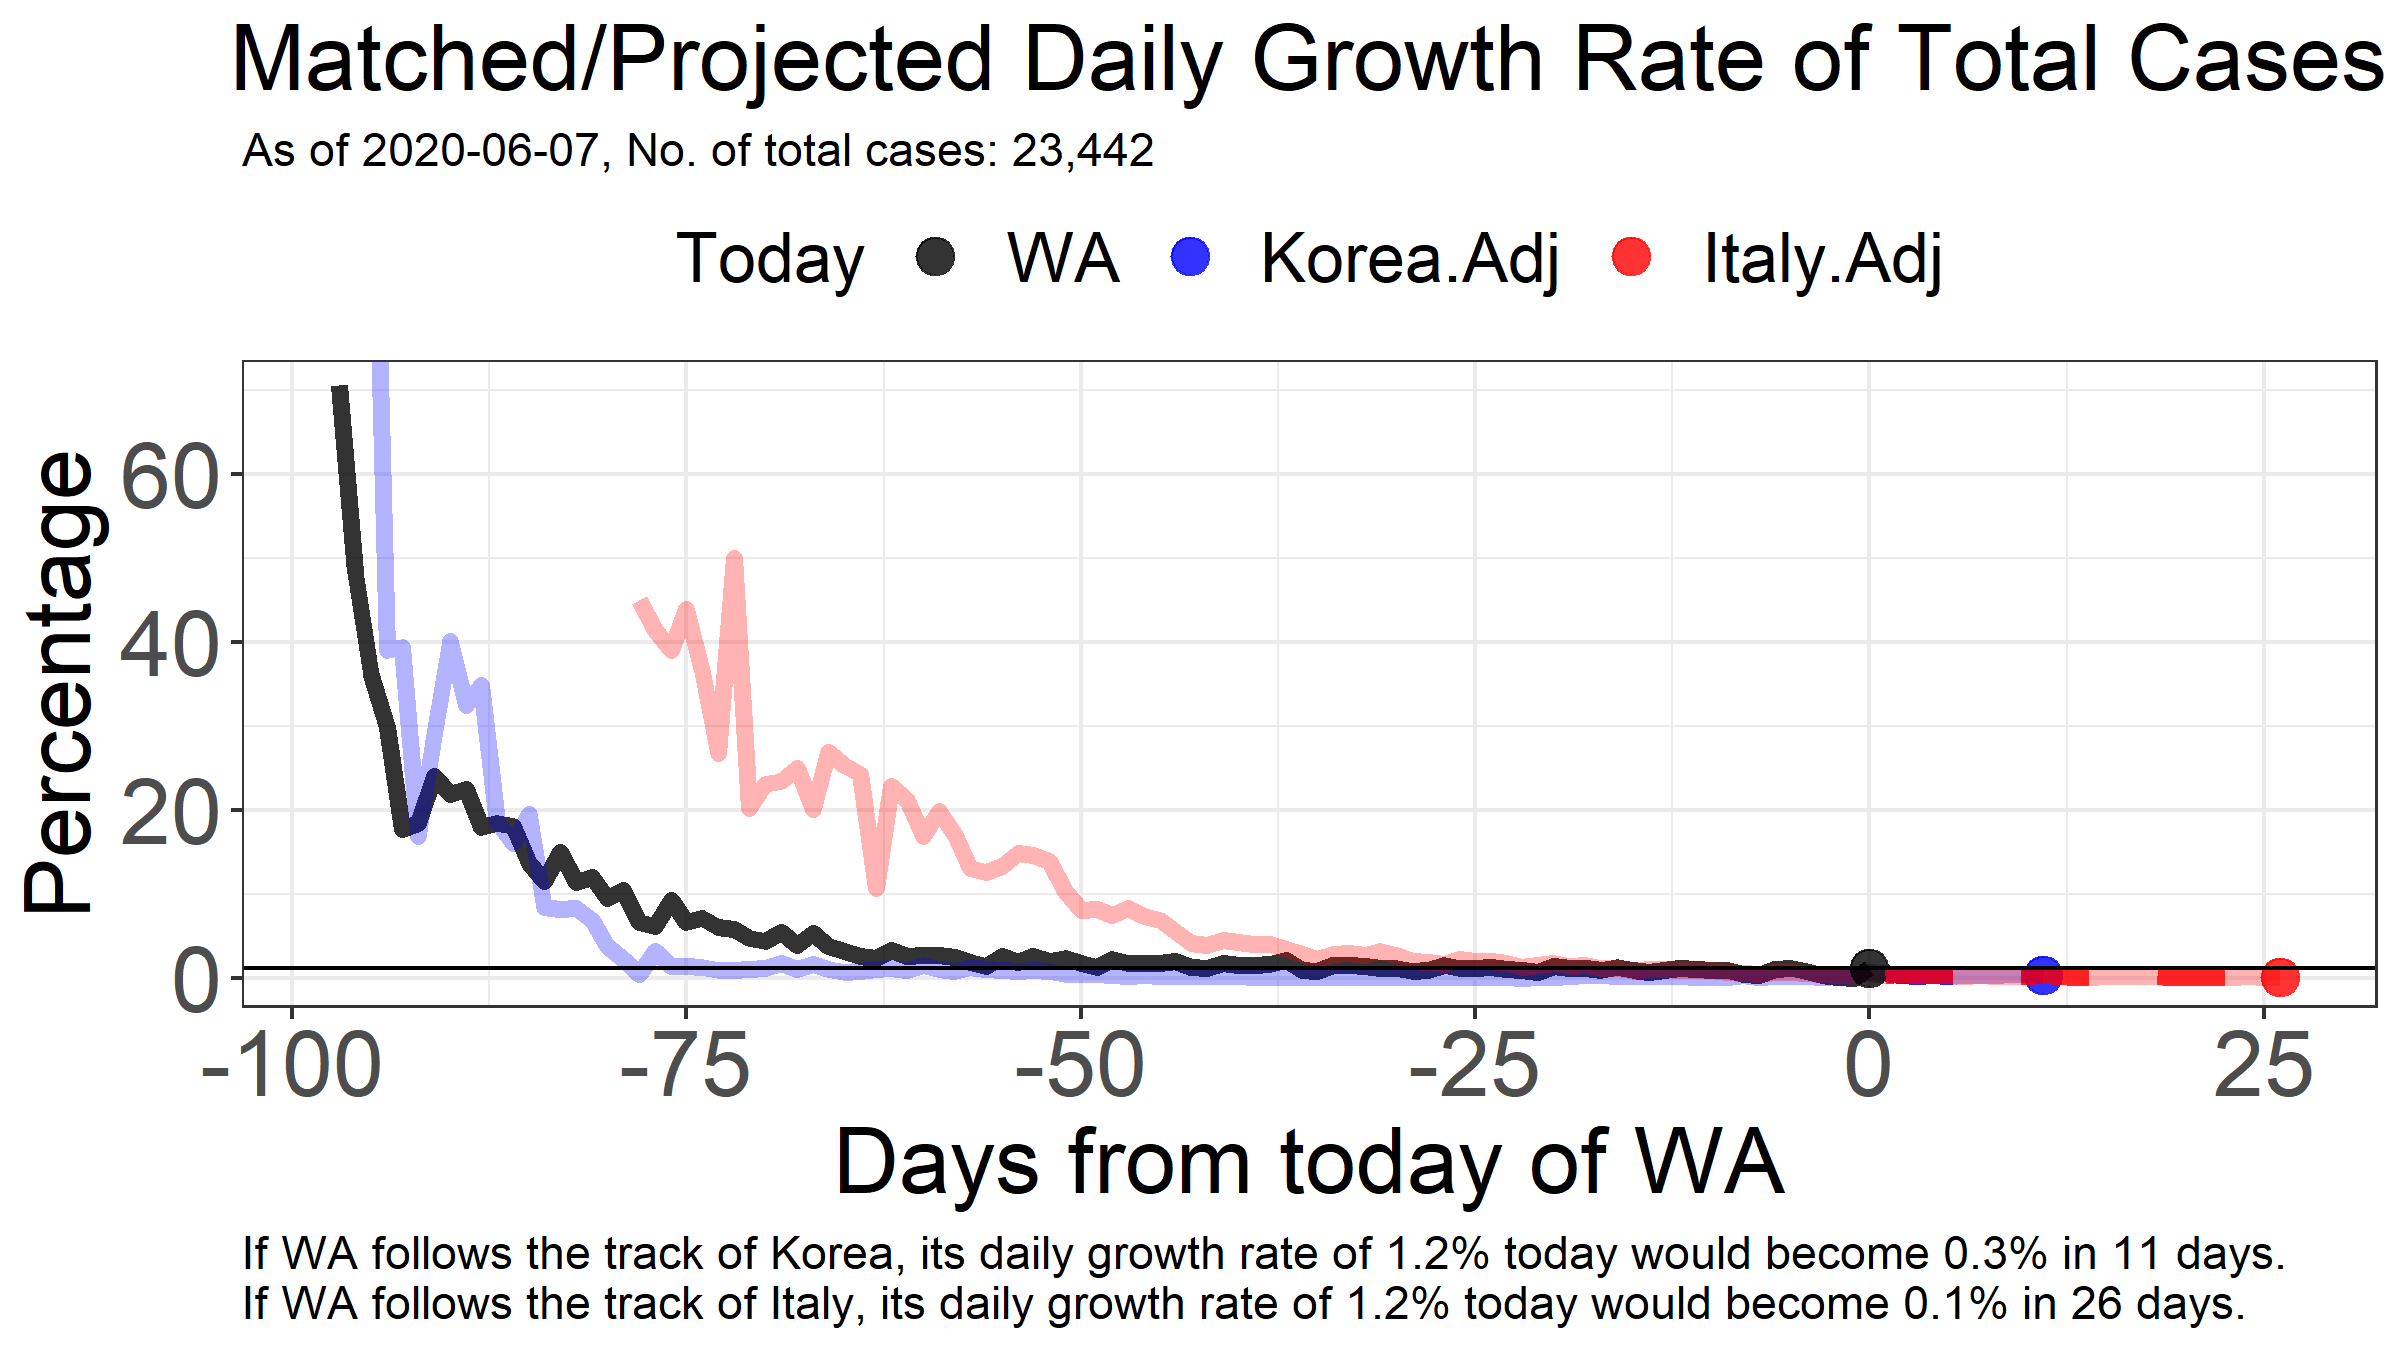 Matched/Projected Daily Growth Rate of Total Cases
As of 2020-06-07, No. of total cases: 23,442
Today WA Korea.Adj Italy.Adj
Percentage
60
40
20
0
-100 -75 -50 -25 0 25
Days from today of WA
If WA follows the track of Korea, its daily growth rate of 1.2% today would become 0.3% in 11 days.
If WA follows the track of Italy, its daily growth rate of 1.2% today would become 0.1% in 26 days.